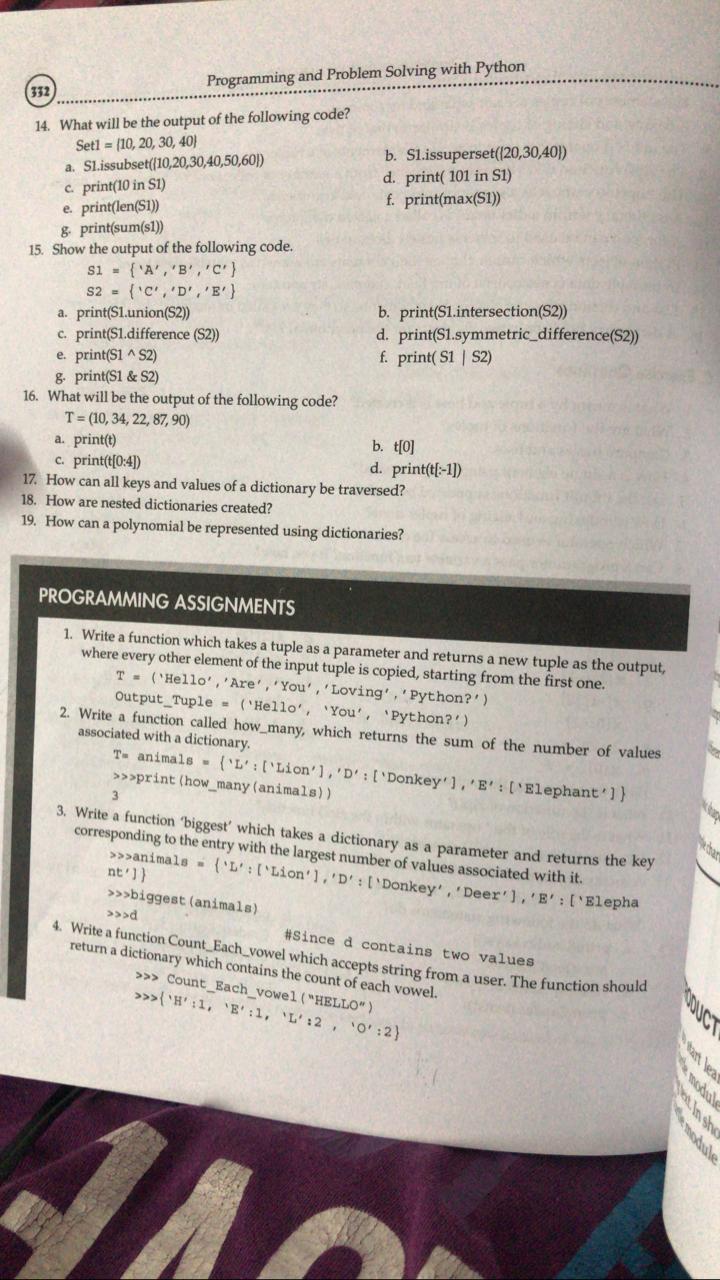 332
Programming and Problem Solving with Python
14. What will be the output of the following code?
Set1 = {10, 20, 30, 40}
a. S1.issubset({10,20,30,40,50,60})
b. S1.issuperset({20,30,40})
c. print(10 in S1)
d. print( 101 in S1)
e. print(len(S1))
f. print(max(S1))
g. print(sum(s1))
15. Show the output of the following code.
S1 = {'A','B','C'}
S2 = {'C','D','E'}
a. print(S1.union(S2))
b. print(S1.intersection(S2))
c. print(S1.difference (S2))
d. print(S1.symmetric_difference(S2))
e. print(S1 ^ S2)
f. print( S1 | S2)
g. print(S1 & S2)
16. What will be the output of the following code?
T = (10, 34, 22, 87, 90)
a. print(t)
b. t[0]
c. print(t[0:4])
d. print(t[:-1])
17. How can all keys and values of a dictionary be traversed?
18. How are nested dictionaries created?
19. How can a polynomial be represented using dictionaries?
PROGRAMMING ASSIGNMENTS
1. Write a function which takes a tuple as a parameter and returns a new tuple as the output,
where every other element of the input tuple is copied, starting from the first one.
T = ('Hello','Are','You','Loving','Python?')
Output_Tuple = ('Hello', 'You', 'Python?')
2. Write a function called how_many, which returns the sum of the number of values
associated with a dictionary.
T= animals = {'L':['Lion'],'D':['Donkey'],'E':['Elephant']}
>>>print(how_many(animals))
3
3. Write a function 'biggest' which takes a dictionary as a parameter and returns the key
corresponding to the entry with the largest number of values associated with it.
>>>animals = {'L':['Lion'],'D':['Donkey','Deer'],'E':['Elepha
nt']}
>>>biggest(animals)
>>>d #Since d contains two values
4. Write a function Count_Each_vowel which accepts string from a user. The function should
return a dictionary which contains the count of each vowel.
>>> Count_Each_vowel("HELLO")
>>>{'H':1, 'E':1, 'L':2 , 'O':2}
start lea
module
text. In sho
module